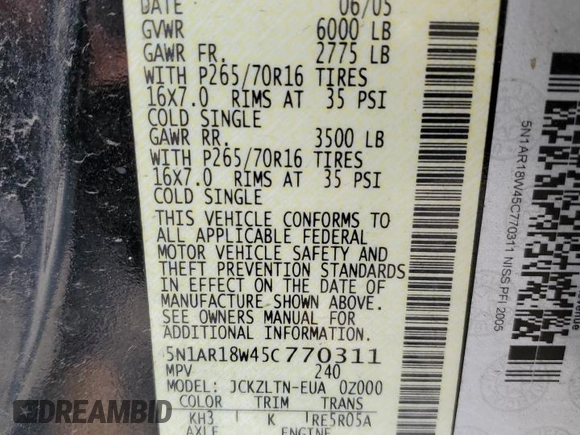 DATE 06/05
GVWR 6000 LB
GAWR FR. 2775 LB
WITH P265/70R16 TIRES
16X7.0 RIMS AT 35 PSI
COLD SINGLE
GAWR RR. 3500 LB
WITH P265/70R16 TIRES
16X7.0 RIMS AT 35 PSI
COLD SINGLE
THIS VEHICLE CONFORMS TO
ALL APPLICABLE FEDERAL
MOTOR VEHICLE SAFETY AND
THEFT PREVENTION STANDARDS
IN EFFECT ON THE DATE OF
MANUFACTURE SHOWN ABOVE.
SEE OWNERS MANUAL FOR
ADDITIONAL INFORMATION.
5N1AR18W45C770311
MPV 240
MODEL: JCKZLTN-EUA 0Z000
COLOR TRIM TRANS
KH3 K RE5R05A
AXLE ENGINE
5N1AR18W45C770311 NISS PFI 2005
DREAMBID